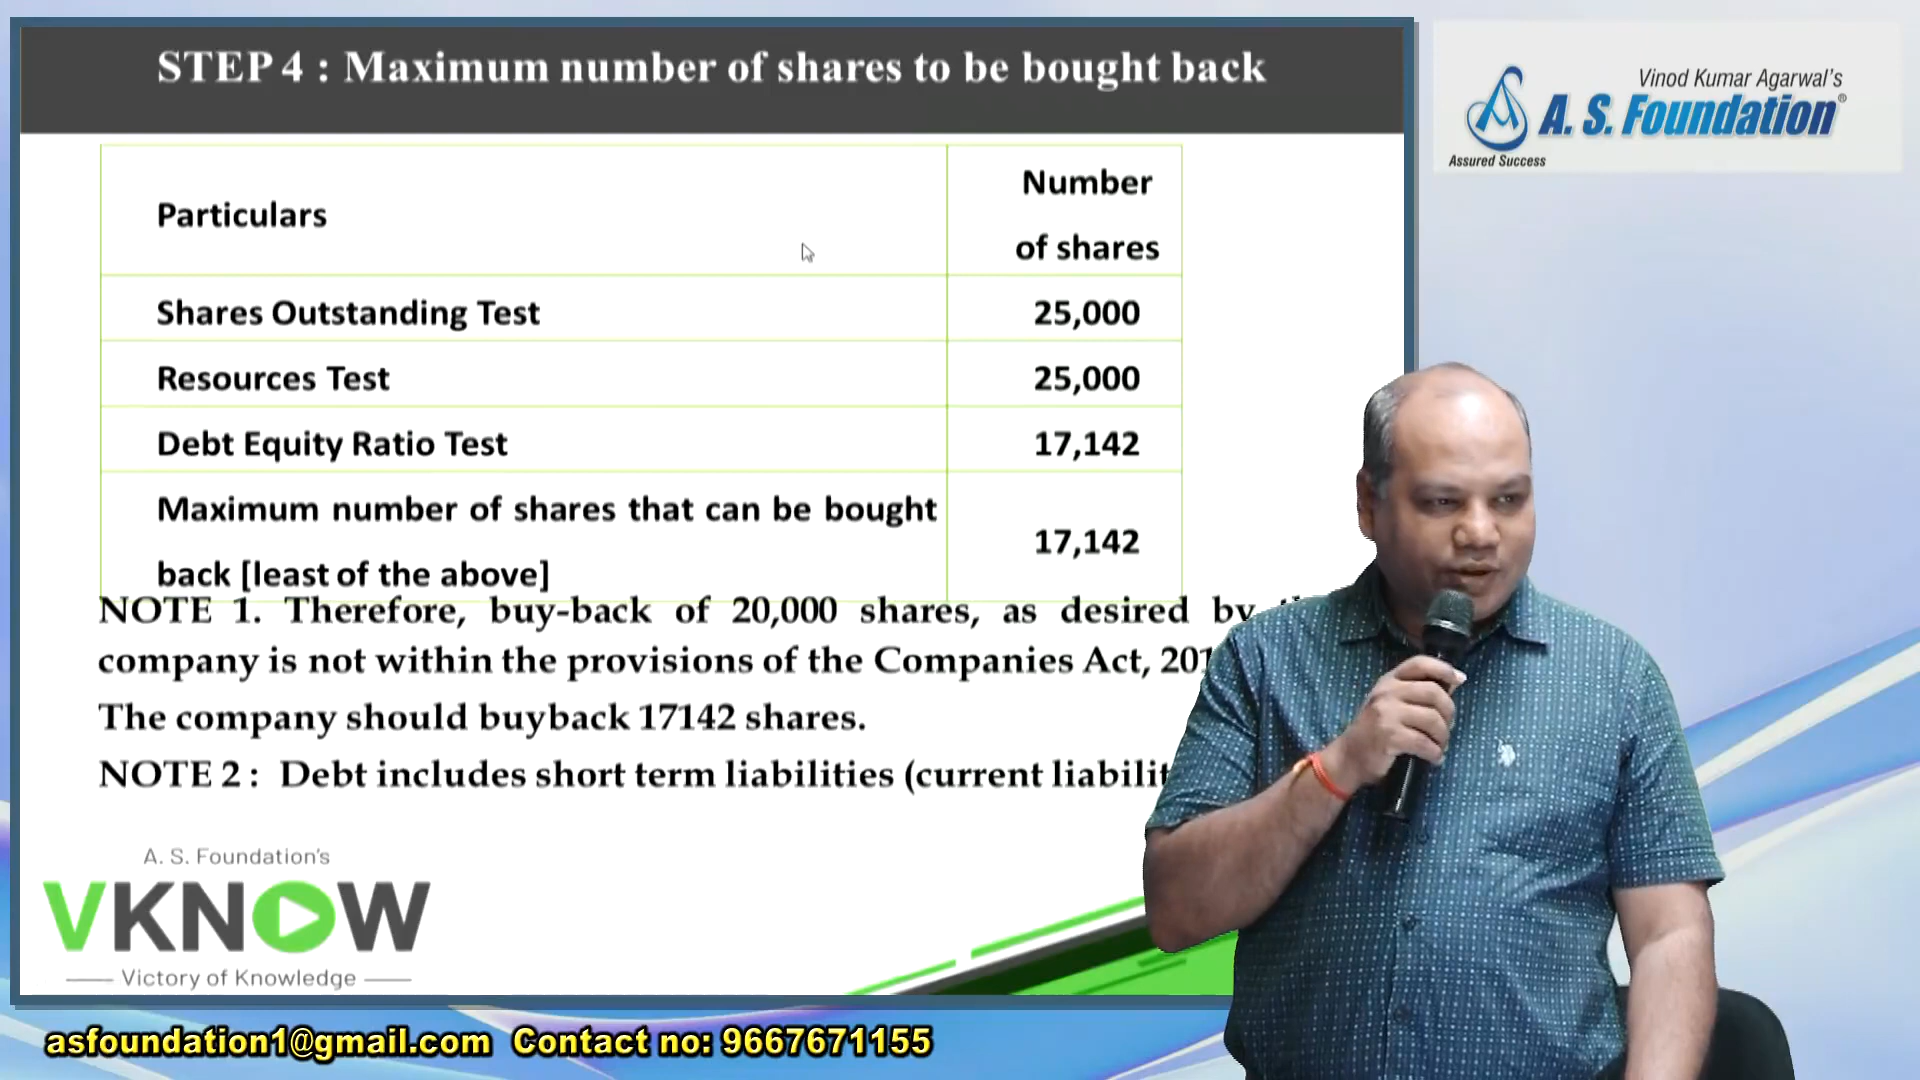 STEP 4 : Maximum number of shares to be bought back
Vinod Kumar Agarwal's
A. S. Foundation®
Assured Success
Particulars
Number
of shares
Shares Outstanding Test
25,000
Resources Test
25,000
Debt Equity Ratio Test
17,142
Maximum number of shares that can be bought
back [least of the above]
17,142
NOTE 1. Therefore, buy-back of 20,000 shares, as desired by
company is not within the provisions of the Companies Act,
The company should buyback 17142 shares.
NOTE 2 : Debt includes short term liabilities (current
A. S. Foundation's
VKNOW
Victory of Knowledge
asfoundation1@gmail.com Contact no: 9667671155